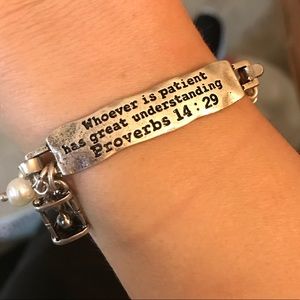 Whoever is patient
has great understanding
Proverbs 14:29